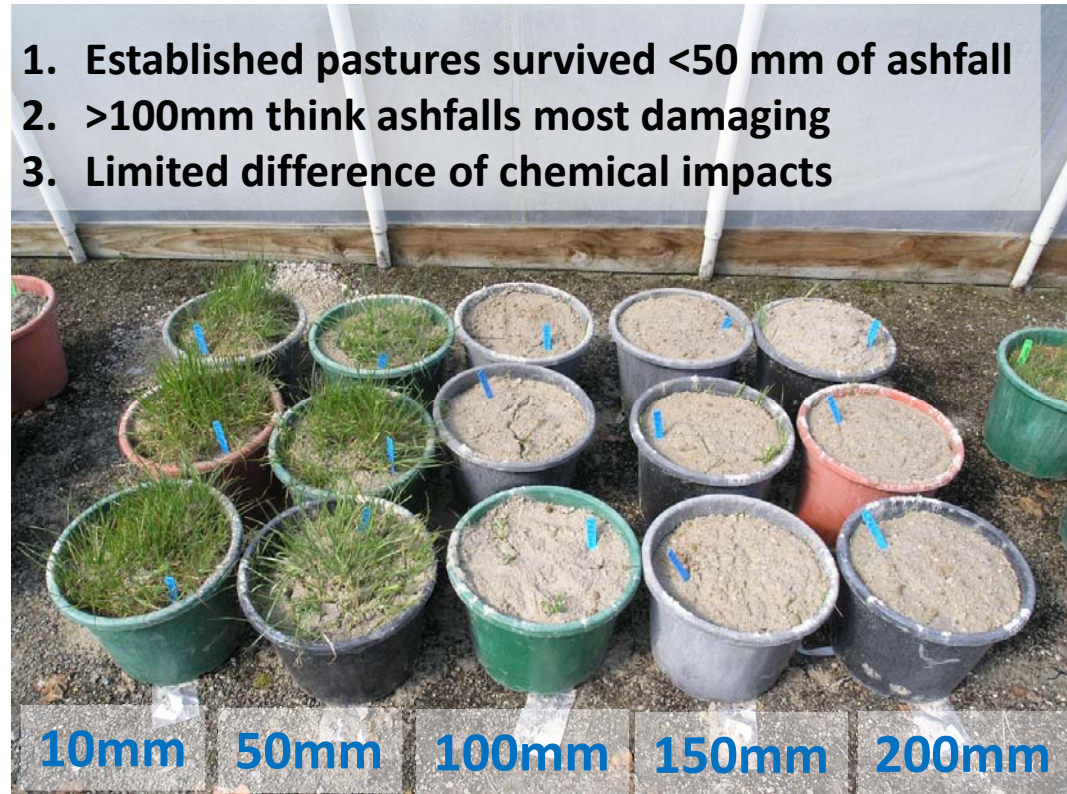 1. Established pastures survived <50 mm of ashfall
2. >100mm think ashfalls most damaging
3. Limited difference of chemical impacts
10mm 50mm 100mm 150mm 200mm